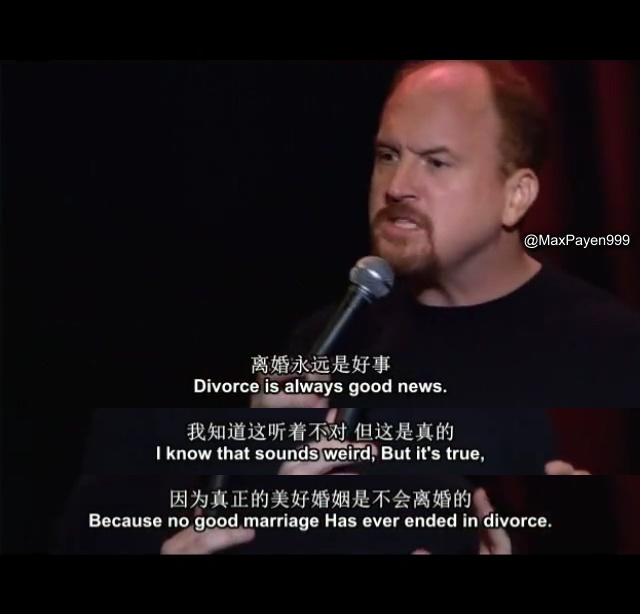 @MaxPayen999
离婚永远是好事
Divorce is always good news.
我知道这听着不对 但这是真的
I know that sounds weird, But it's true,
因为真正的美好婚姻是不会离婚的
Because no good marriage Has ever ended in divorce.